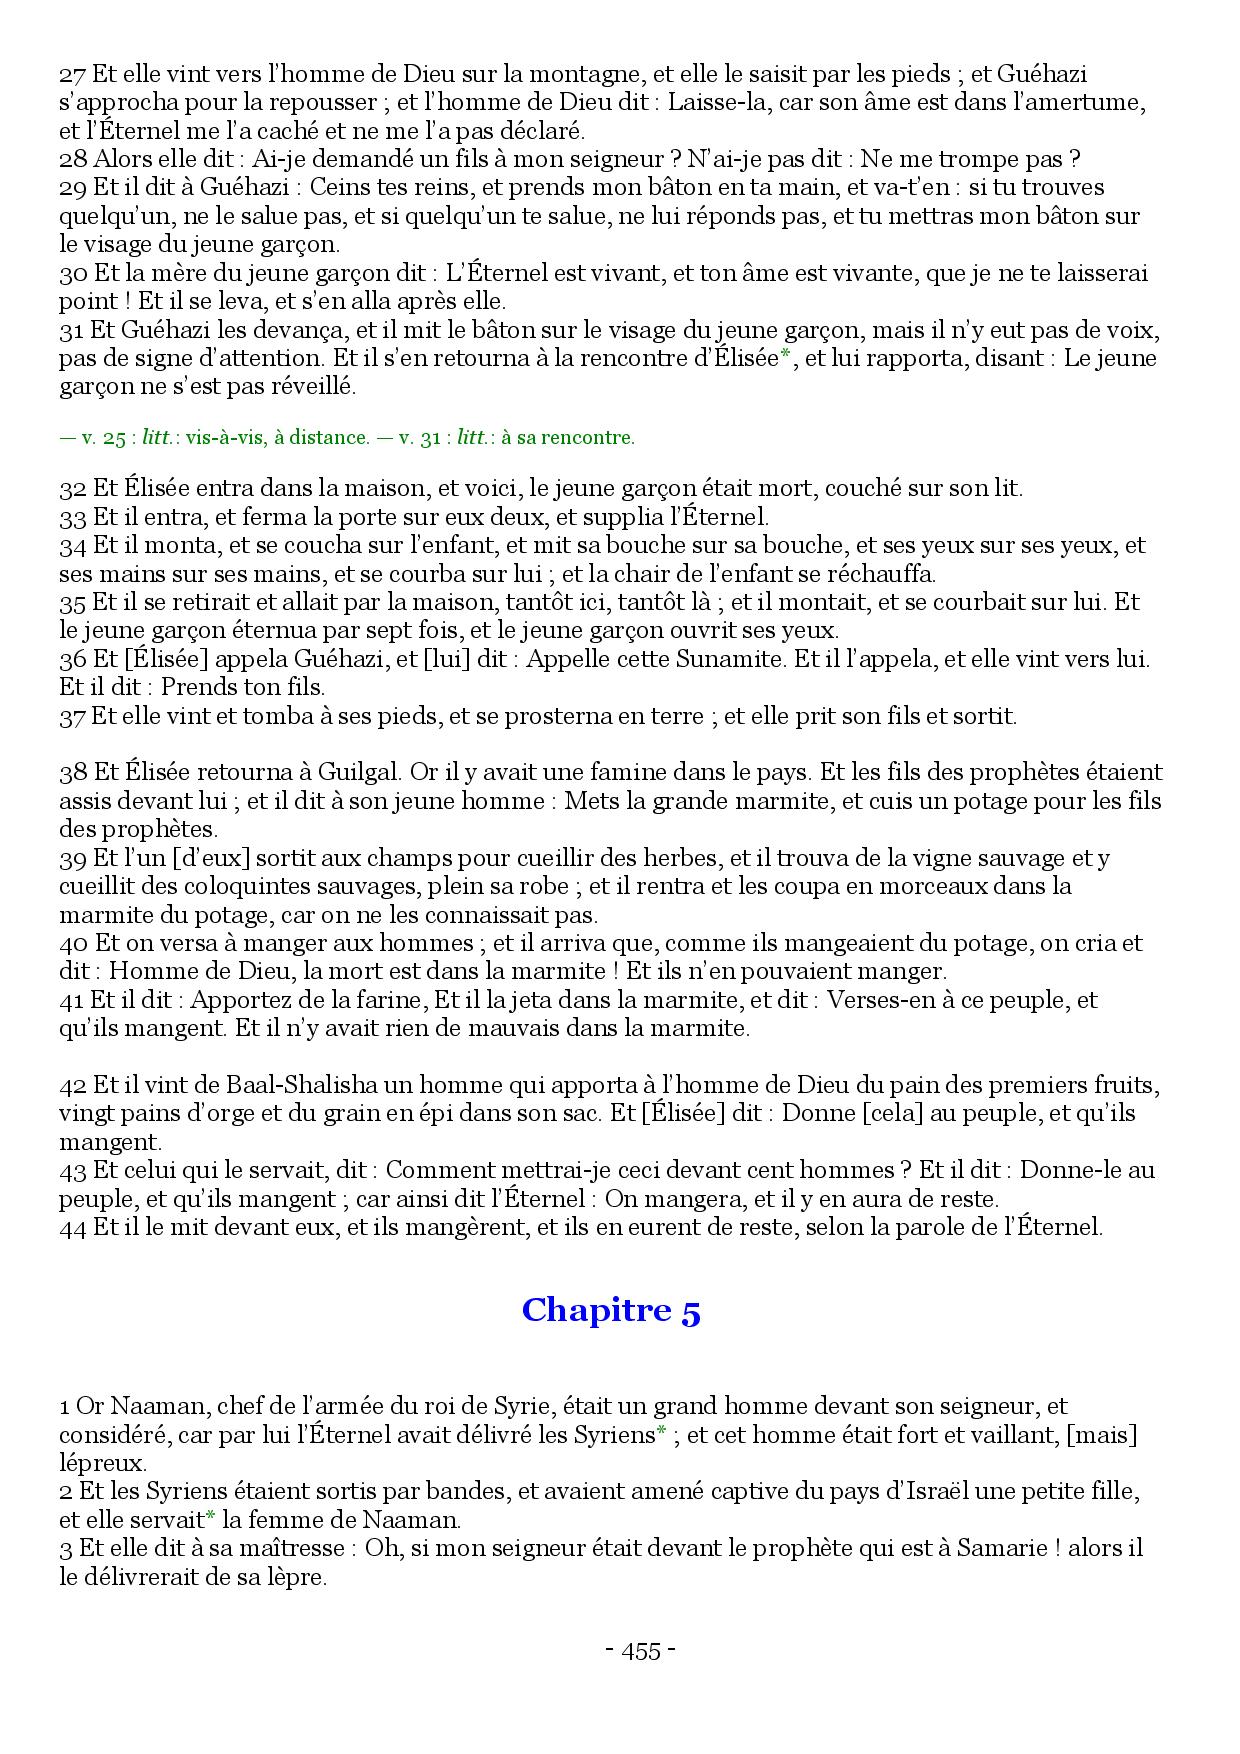 27 Et elle vint vers l’homme de Dieu sur la montagne, et elle le saisit par les pieds ; et Guéhazi
s’approcha pour la repousser ; et l’homme de Dieu dit : Laisse-la, car son âme est dans l’amertume,
et l’Éternel me l’a caché et ne me l’a pas déclaré.
28 Alors elle dit : Ai-je demandé un fils à mon seigneur ? N’ai-je pas dit : Ne me trompe pas ?
29 Et il dit à Guéhazi : Ceins tes reins, et prends mon bâton en ta main, et va-t’en : si tu trouves
quelqu’un, ne le salue pas, et si quelqu’un te salue, ne lui réponds pas, et tu mettras mon bâton sur
le visage du jeune garçon.
30 Et la mère du jeune garçon dit : L’Éternel est vivant, et ton âme est vivante, que je ne te laisserai
point ! Et il se leva, et s’en alla après elle.
31 Et Guéhazi les devança, et il mit le bâton sur le visage du jeune garçon, mais il n’y eut pas de voix,
pas de signe d’attention. Et il s’en retourna à la rencontre d’Élisée*, et lui rapporta, disant : Le jeune
garçon ne s’est pas réveillé.
— v. 25 : litt.: vis-à-vis, à distance. — v. 31 : litt.: à sa rencontre.
32 Et Élisée entra dans la maison, et voici, le jeune garçon était mort, couché sur son lit.
33 Et il entra, et ferma la porte sur eux deux, et supplia l’Éternel.
34 Et il monta, et se coucha sur l’enfant, et mit sa bouche sur sa bouche, et ses yeux sur ses yeux, et
ses mains sur ses mains, et se courba sur lui ; et la chair de l’enfant se réchauffa.
35 Et il se retirait et allait par la maison, tantôt ici, tantôt là ; et il montait, et se courbait sur lui. Et
le jeune garçon éternua par sept fois, et le jeune garçon ouvrit ses yeux.
36 Et [Élisée] appela Guéhazi, et [lui] dit : Appelle cette Sunamite. Et il l’appela, et elle vint vers lui.
Et il dit : Prends ton fils.
37 Et elle vint et tomba à ses pieds, et se prosterna en terre ; et elle prit son fils et sortit.
38 Et Élisée retourna à Guilgal. Or il y avait une famine dans le pays. Et les fils des prophètes étaient
assis devant lui ; et il dit à son jeune homme : Mets la grande marmite, et cuis un potage pour les fils
des prophètes.
39 Et l’un [d’eux] sortit aux champs pour cueillir des herbes, et il trouva de la vigne sauvage et y
cueillit des coloquintes sauvages, plein sa robe ; et il rentra et les coupa en morceaux dans la
marmite du potage, car on ne les connaissait pas.
40 Et on versa à manger aux hommes ; et il arriva que, comme ils mangeaient du potage, on cria et
dit : Homme de Dieu, la mort est dans la marmite ! Et ils n’en pouvaient manger.
41 Et il dit : Apportez de la farine, Et il la jeta dans la marmite, et dit : Verses-en à ce peuple, et
qu’ils mangent. Et il n’y avait rien de mauvais dans la marmite.
42 Et il vint de Baal-Shalisha un homme qui apporta à l’homme de Dieu du pain des premiers fruits,
vingt pains d’orge et du grain en épi dans son sac. Et [Élisée] dit : Donne [cela] au peuple, et qu’ils
mangent.
43 Et celui qui le servait, dit : Comment mettrai-je ceci devant cent hommes ? Et il dit : Donne-le au
peuple, et qu’ils mangent ; car ainsi dit l’Éternel : On mangera, et il y en aura de reste.
44 Et il le mit devant eux, et ils mangèrent, et ils en eurent de reste, selon la parole de l’Éternel.
Chapitre 5
1 Or Naaman, chef de l’armée du roi de Syrie, était un grand homme devant son seigneur, et
considéré, car par lui l’Éternel avait délivré les Syriens* ; et cet homme était fort et vaillant, [mais]
lépreux.
2 Et les Syriens étaient sortis par bandes, et avaient amené captive du pays d’Israël une petite fille,
et elle servait* la femme de Naaman.
3 Et elle dit à sa maîtresse : Oh, si mon seigneur était devant le prophète qui est à Samarie ! alors il
le délivrerait de sa lèpre.
- 455 -